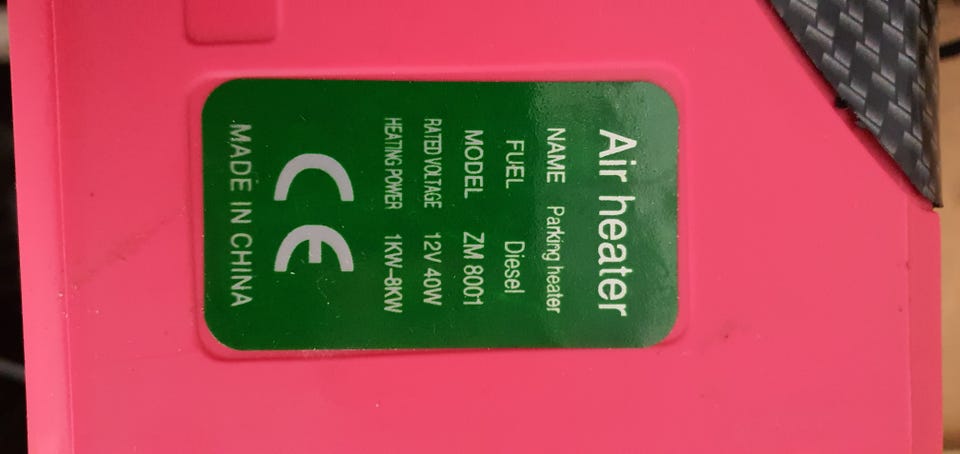 Air heater
NAME Parking heater
FUEL Diesel
MODEL ZM 8001
RATED VOLTAGE 12V 40W
HEATING POWER 1KW-8KW
CE
MADE IN CHINA